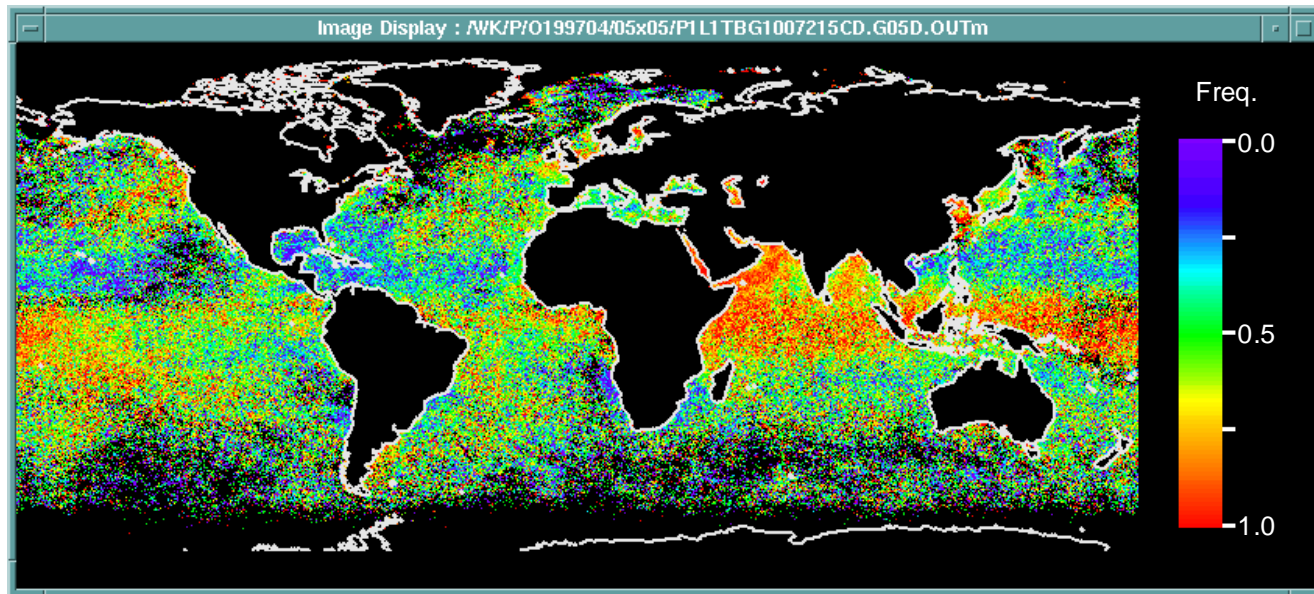 Image Display : /WK/P/O199704/05x05/P1L1TBG1007215CD.G05D.OUTm
Freq.
0.0
0.5
1.0